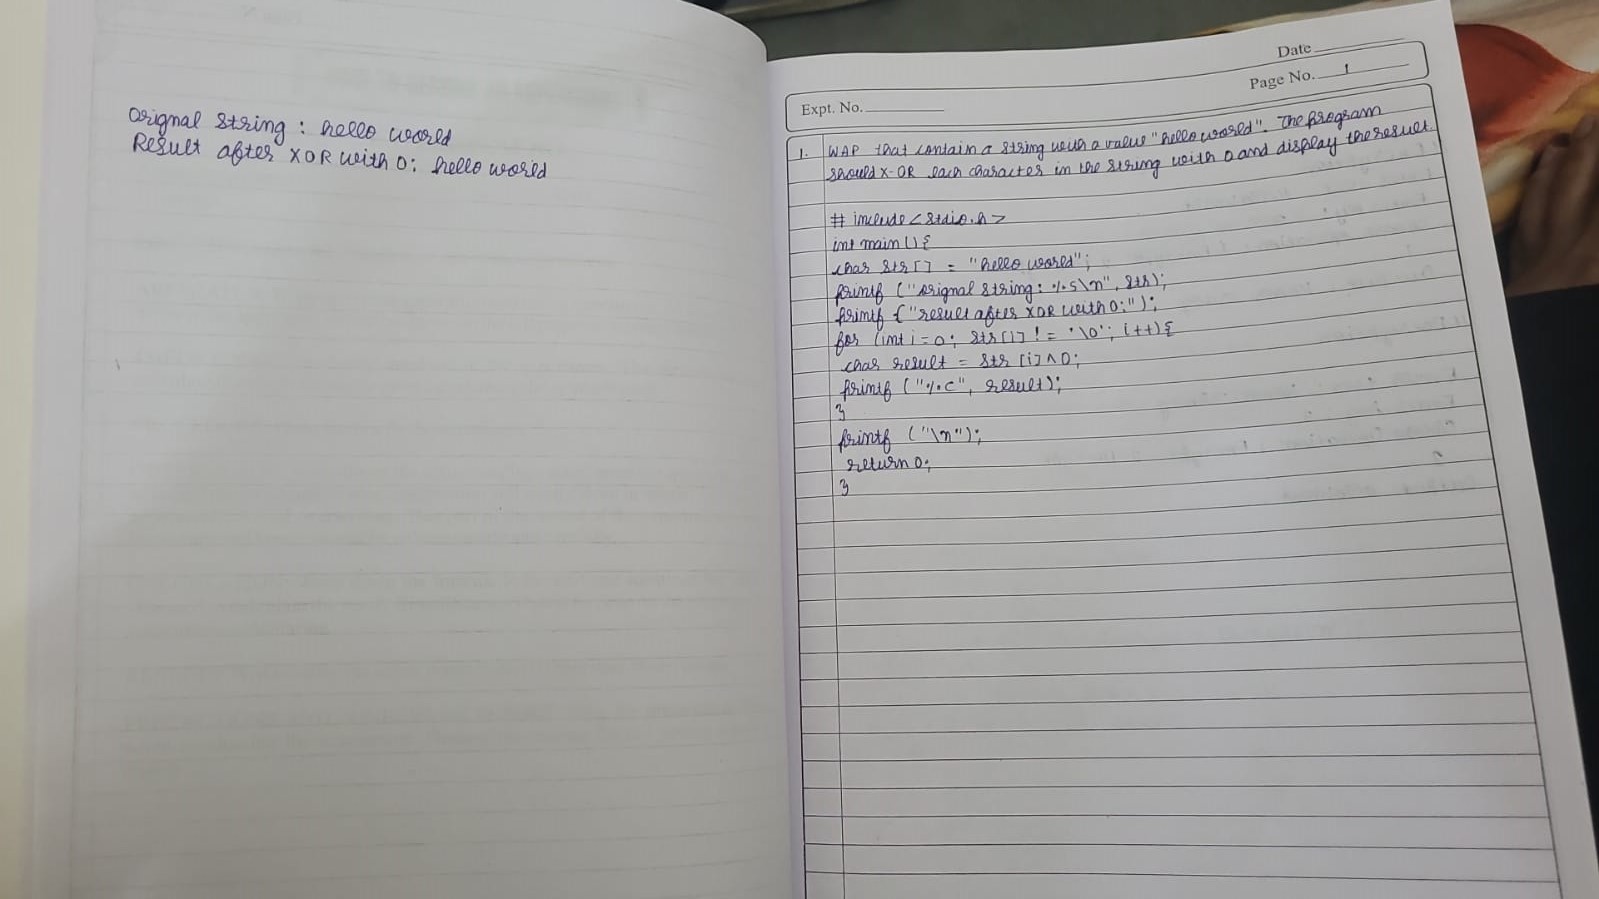 Orignal String : hello world
Result after XOR with 0: hello world
Date
Page No. 1
Expt. No.
1. WAP that contain a string with a value "hello world". The program
should X-OR each character in the string with 0 and display the result.
# include < stdio.h >
int main () {
char str [] = "hello world";
printf ("orignal string: %s\n", str);
printf ("result after XOR with 0:");
for (int i = 0; str [i] != '\0'; i++) {
char result = str [i] ^ 0;
printf ("%c", result);
}
printf ("\n");
return 0;
}